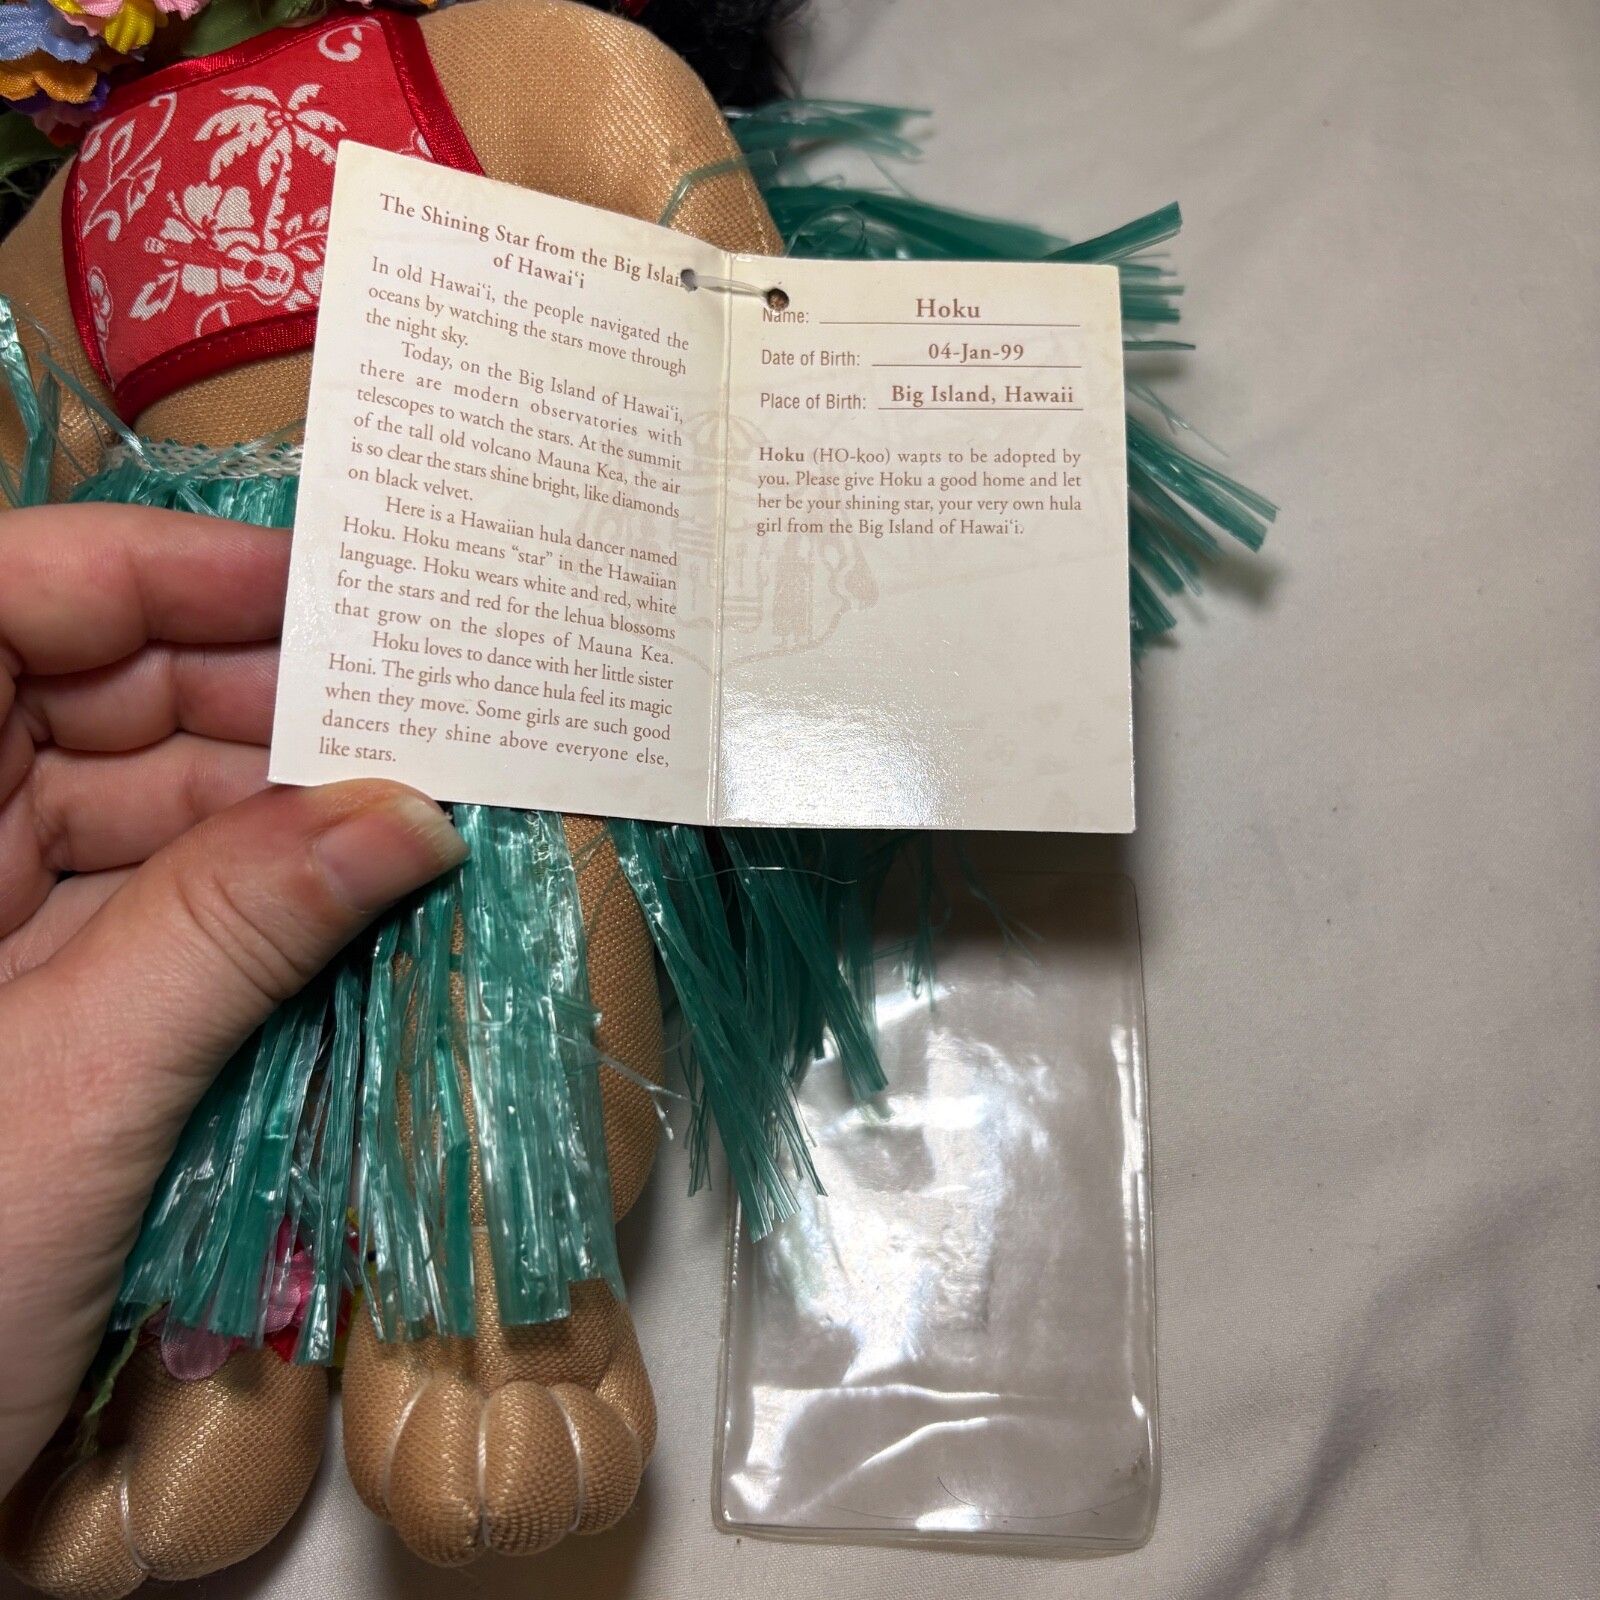 The Shining Star from the Big Islan
of Hawai‘i
In old Hawai‘i, the people navigated the
oceans by watching the stars move through
the night sky.
Today, on the Big Island of Hawai‘i,
there are modern observatories with
telescopes to watch the stars. At the summit
of the tall old volcano Mauna Kea, the air
is so clear the stars shine bright, like diamonds
on black velvet.
Here is a Hawaiian hula dancer named
Hoku. Hoku means “star” in the Hawaiian
language. Hoku wears white and red, white
for the stars and red for the lehua blossoms
that grow on the slopes of Mauna Kea.
Hoku loves to dance with her little sister
Honi. The girls who dance hula feel its magic
when they move. Some girls are such good
dancers they shine above everyone else,
like stars.
Name: Hoku
Date of Birth: 04-Jan-99
Place of Birth: Big Island, Hawaii
Hoku (HO-koo) wants to be adopted by
you. Please give Hoku a good home and let
her be your shining star, your very own hula
girl from the Big Island of Hawai‘i.